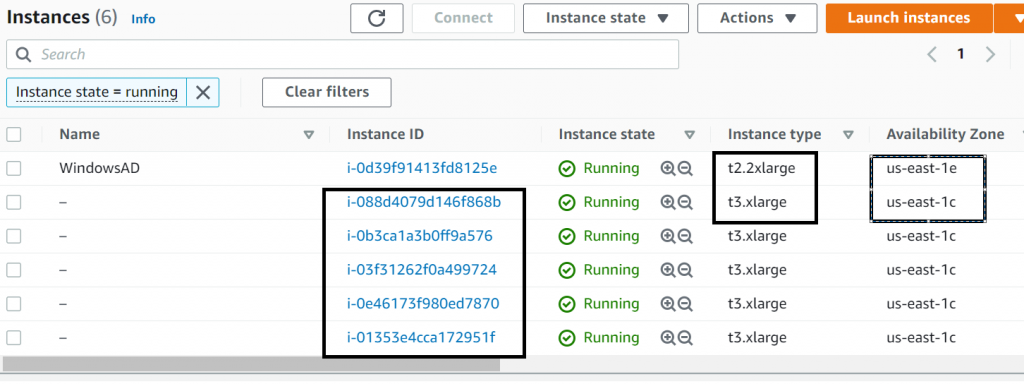 Instances (6) Info Connect Instance state Actions Launch instances
Search 1
Instance state = running Clear filters
Name Instance ID Instance state Instance type Availability Zone
WindowsAD i-0d39f91413fd8125e Running t2.2xlarge us-east-1e
– i-088d4079d146f868b Running t3.xlarge us-east-1c
– i-0b3ca1a3b0ff9a576 Running t3.xlarge us-east-1c
– i-03f31262f0a499724 Running t3.xlarge us-east-1c
– i-0e46173f980ed7870 Running t3.xlarge us-east-1c
– i-01353e4cca172951f Running t3.xlarge us-east-1c